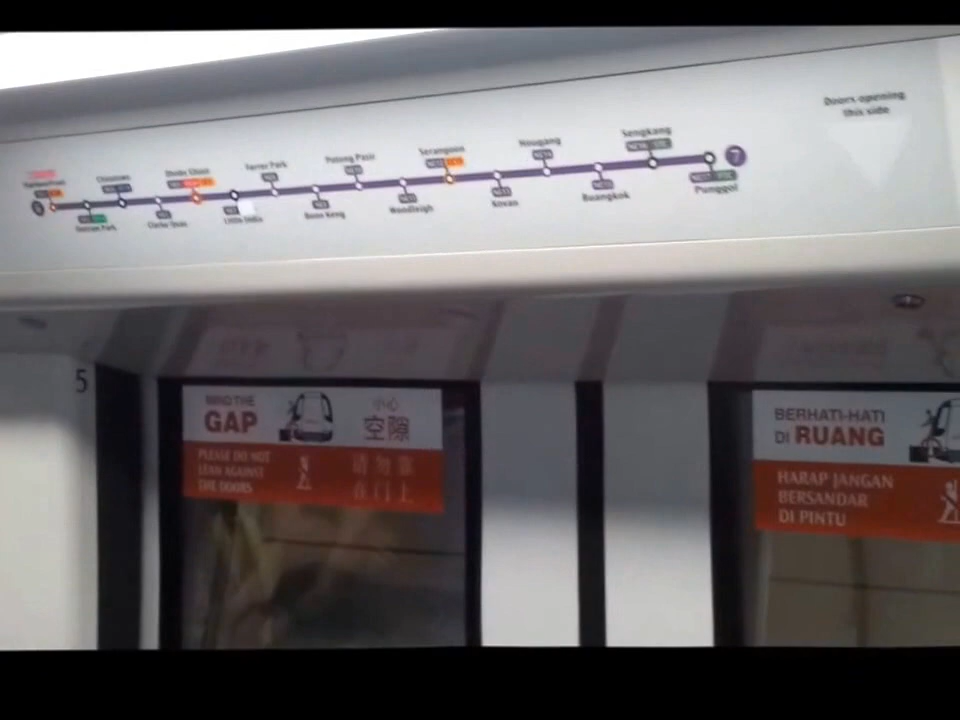 HarbourFront
Chinatown
Dhoby Ghaut
Farrer Park
Potong Pasir
Serangoon
Hougang
Sengkang
7
Outram Park
Clarke Quay
Little India
Boon Keng
Woodleigh
Kovan
Buangkok
Punggol
Doors opening
this side
5
MIND THE
GAP
小心
空隙
PLEASE DO NOT
LEAN AGAINST
THE DOORS
请勿靠
在门上
BERHATI-HATI
DI RUANG
HARAP JANGAN
BERSANDAR
DI PINTU